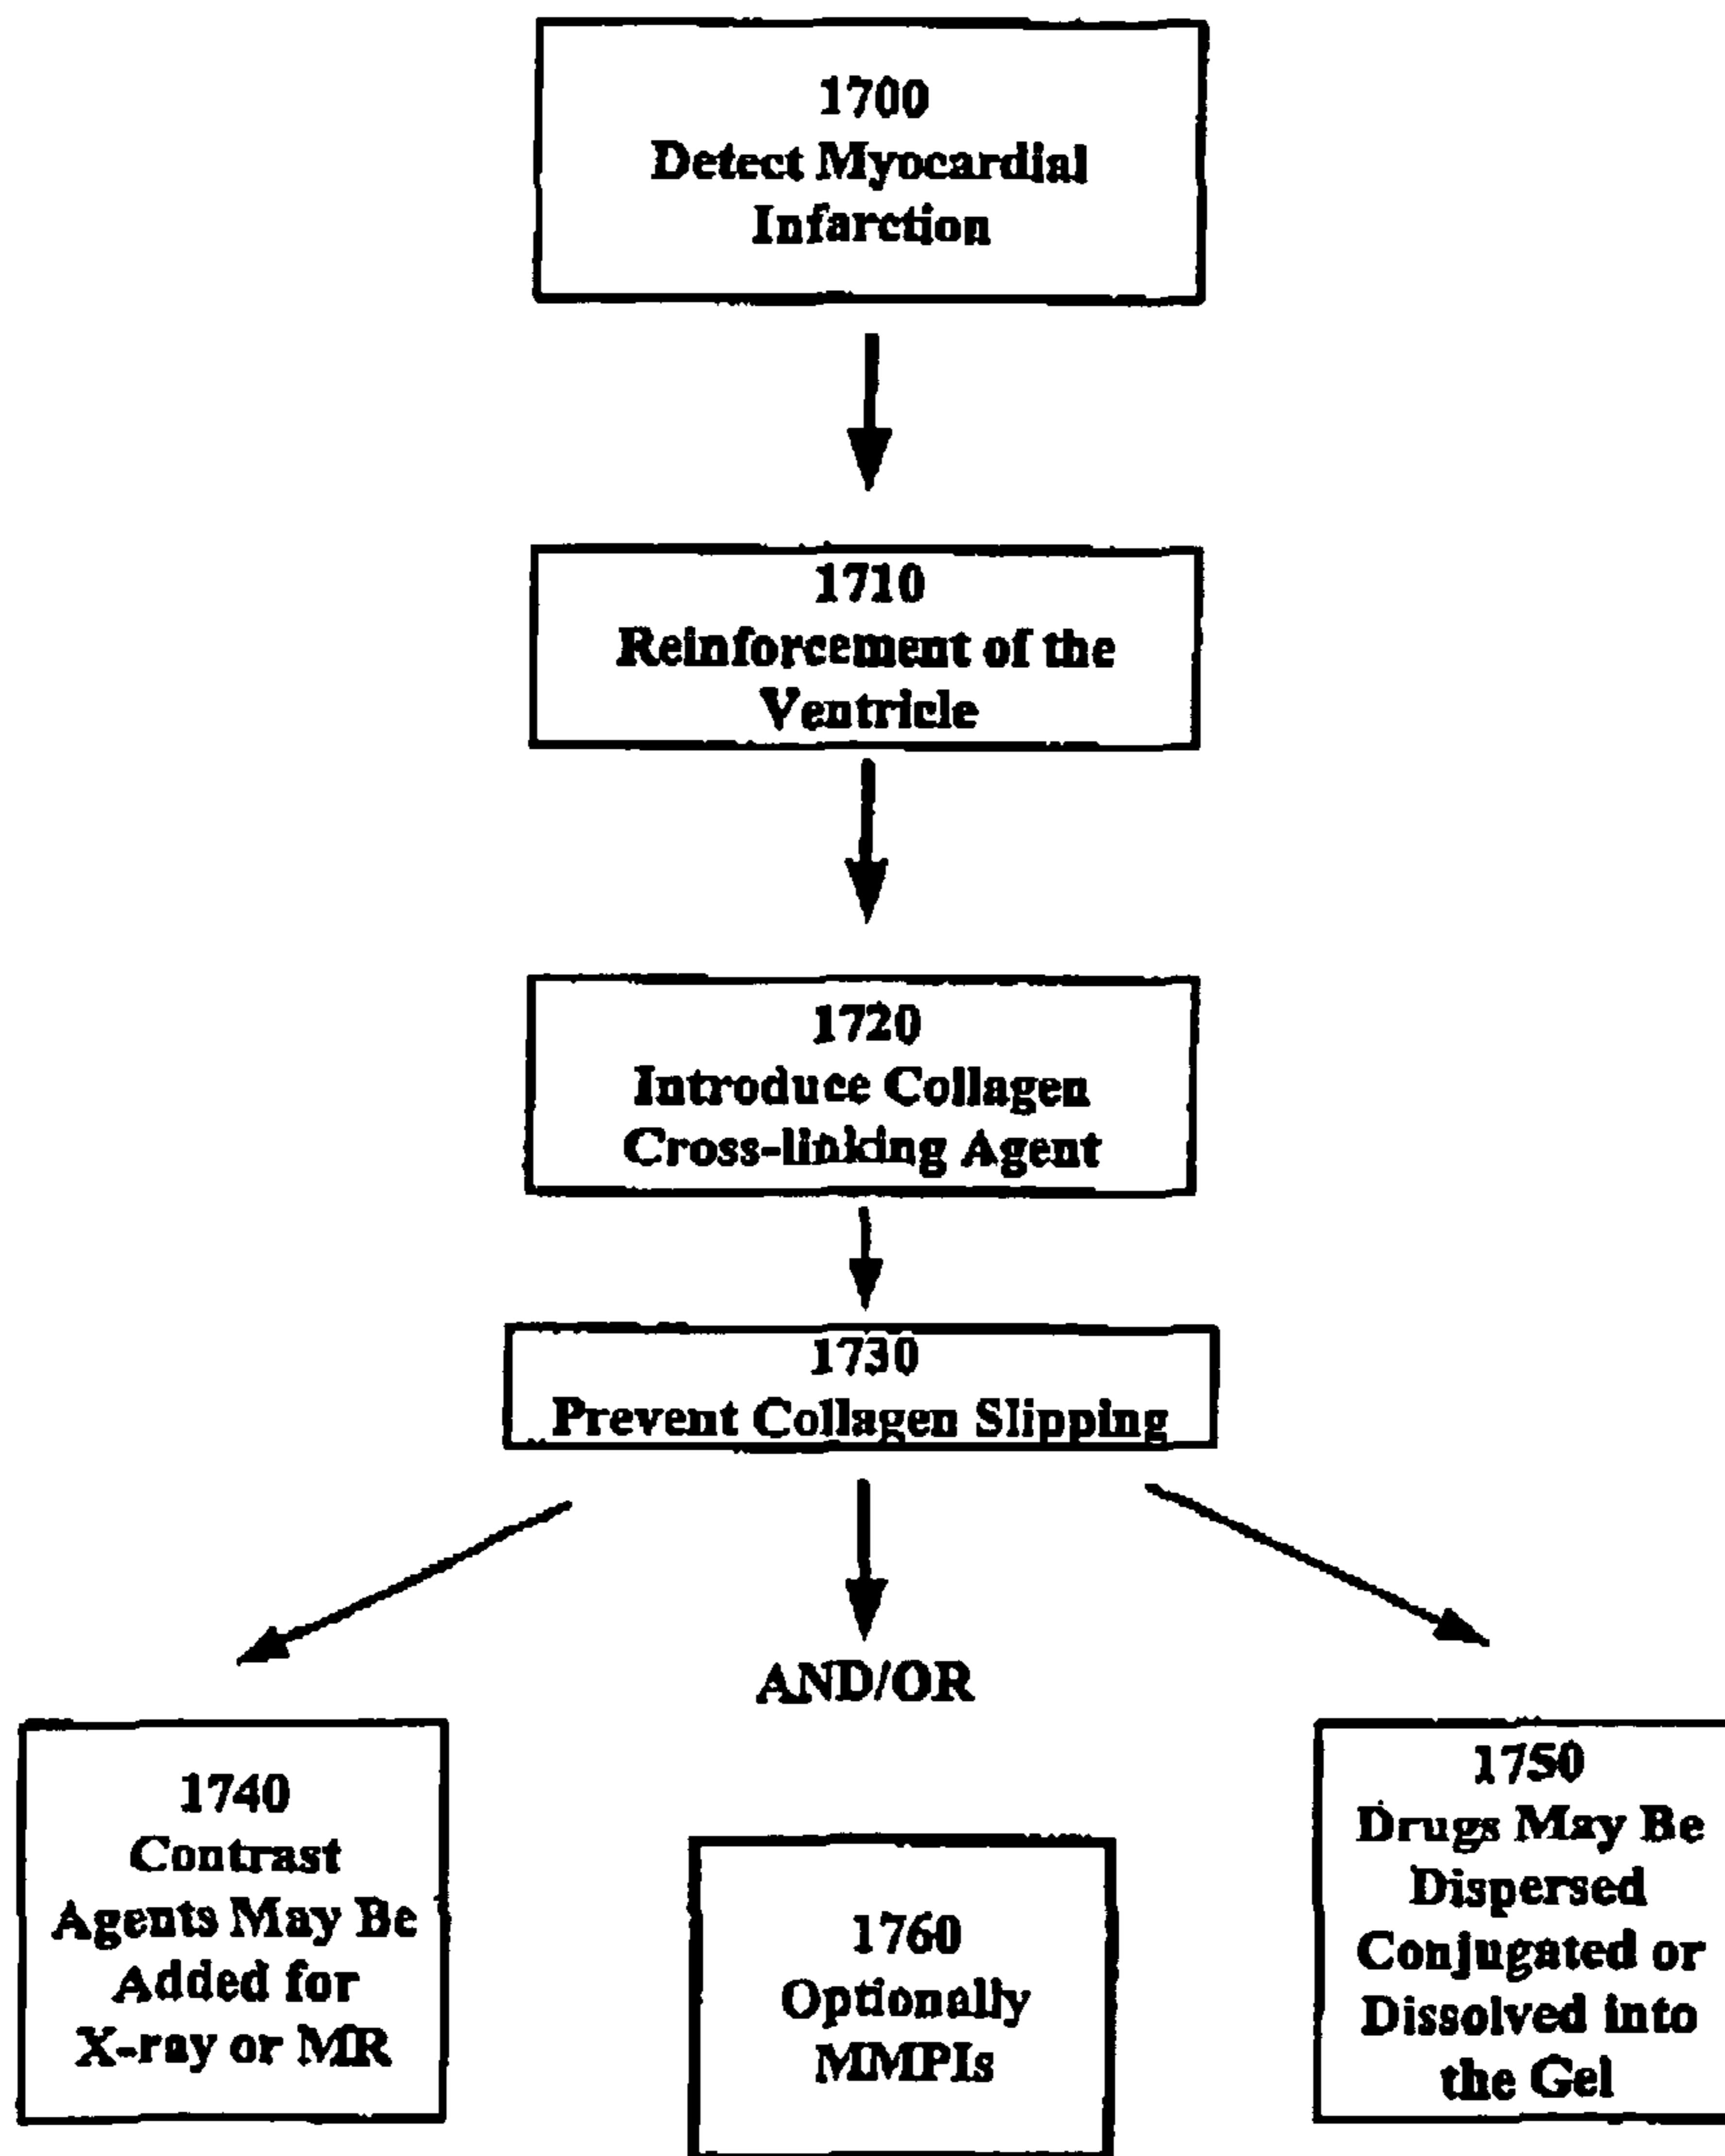 1700
Detect Myocardial
Infarction
1710
Reinforcement of the
Ventricle
1720
Introduce Collagen
Cross-linking Agent
1730
Prevent Collagen Slipping
AND/OR
1740
Contrast
Agents May Be
Added for
X-ray or MR
1760
Optionally
MMPIs
1750
Drugs May Be
Dispersed
Conjugated or
Dissolved into
the Gel